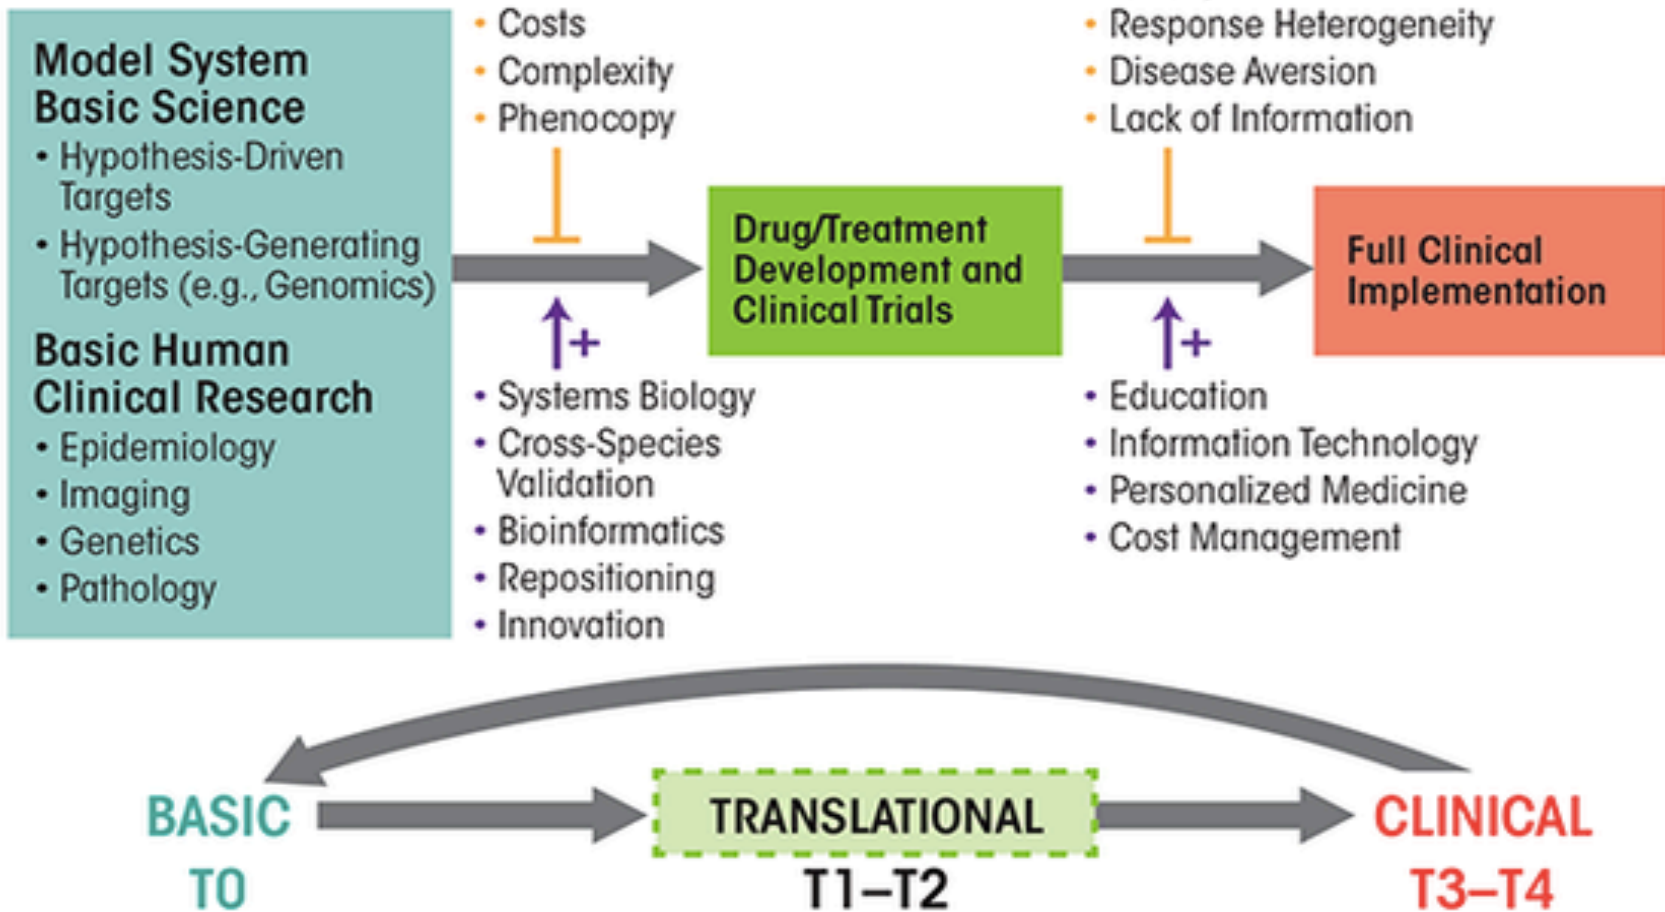 Model System
Basic Science
• Hypothesis-Driven
Targets
• Hypothesis-Generating
Targets (e.g., Genomics)
Basic Human
Clinical Research
• Epidemiology
• Imaging
• Genetics
• Pathology
• Costs
• Complexity
• Phenocopy
+
• Systems Biology
• Cross-Species
Validation
• Bioinformatics
• Repositioning
• Innovation
Drug/Treatment
Development and
Clinical Trials
• Response Heterogeneity
• Disease Aversion
• Lack of Information
+
• Education
• Information Technology
• Personalized Medicine
• Cost Management
Full Clinical
Implementation
BASIC
T0
TRANSLATIONAL
T1–T2
CLINICAL
T3–T4